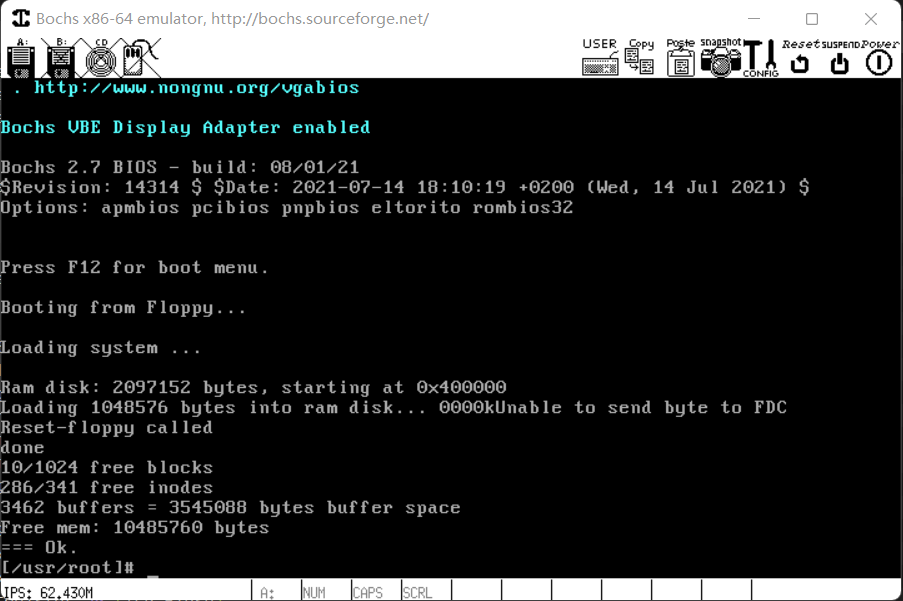 Bochs x86-64 emulator, http://bochs.sourceforge.net/
A: B: CD USER Copy Paste snapshot CONFIG Reset SUSPEND Power
. http://www.nongnu.org/vgabios
Bochs VBE Display Adapter enabled
Bochs 2.7 BIOS - build: 08/01/21
$Revision: 14314 $ $Date: 2021-07-14 18:10:19 +0200 (Wed, 14 Jul 2021) $
Options: apmbios pcibios pnpbios eltorito rombios32
Press F12 for boot menu.
Booting from Floppy...
Loading system ...
Ram disk: 2097152 bytes, starting at 0x400000
Loading 1048576 bytes into ram disk... 0000kUnable to send byte to FDC
Reset-floppy called
done
10/1024 free blocks
286/341 free inodes
3462 buffers = 3545088 bytes buffer space
Free mem: 10485760 bytes
=== Ok.
[/usr/root]# _
IPS: 62.430M A: NUM CAPS SCRL